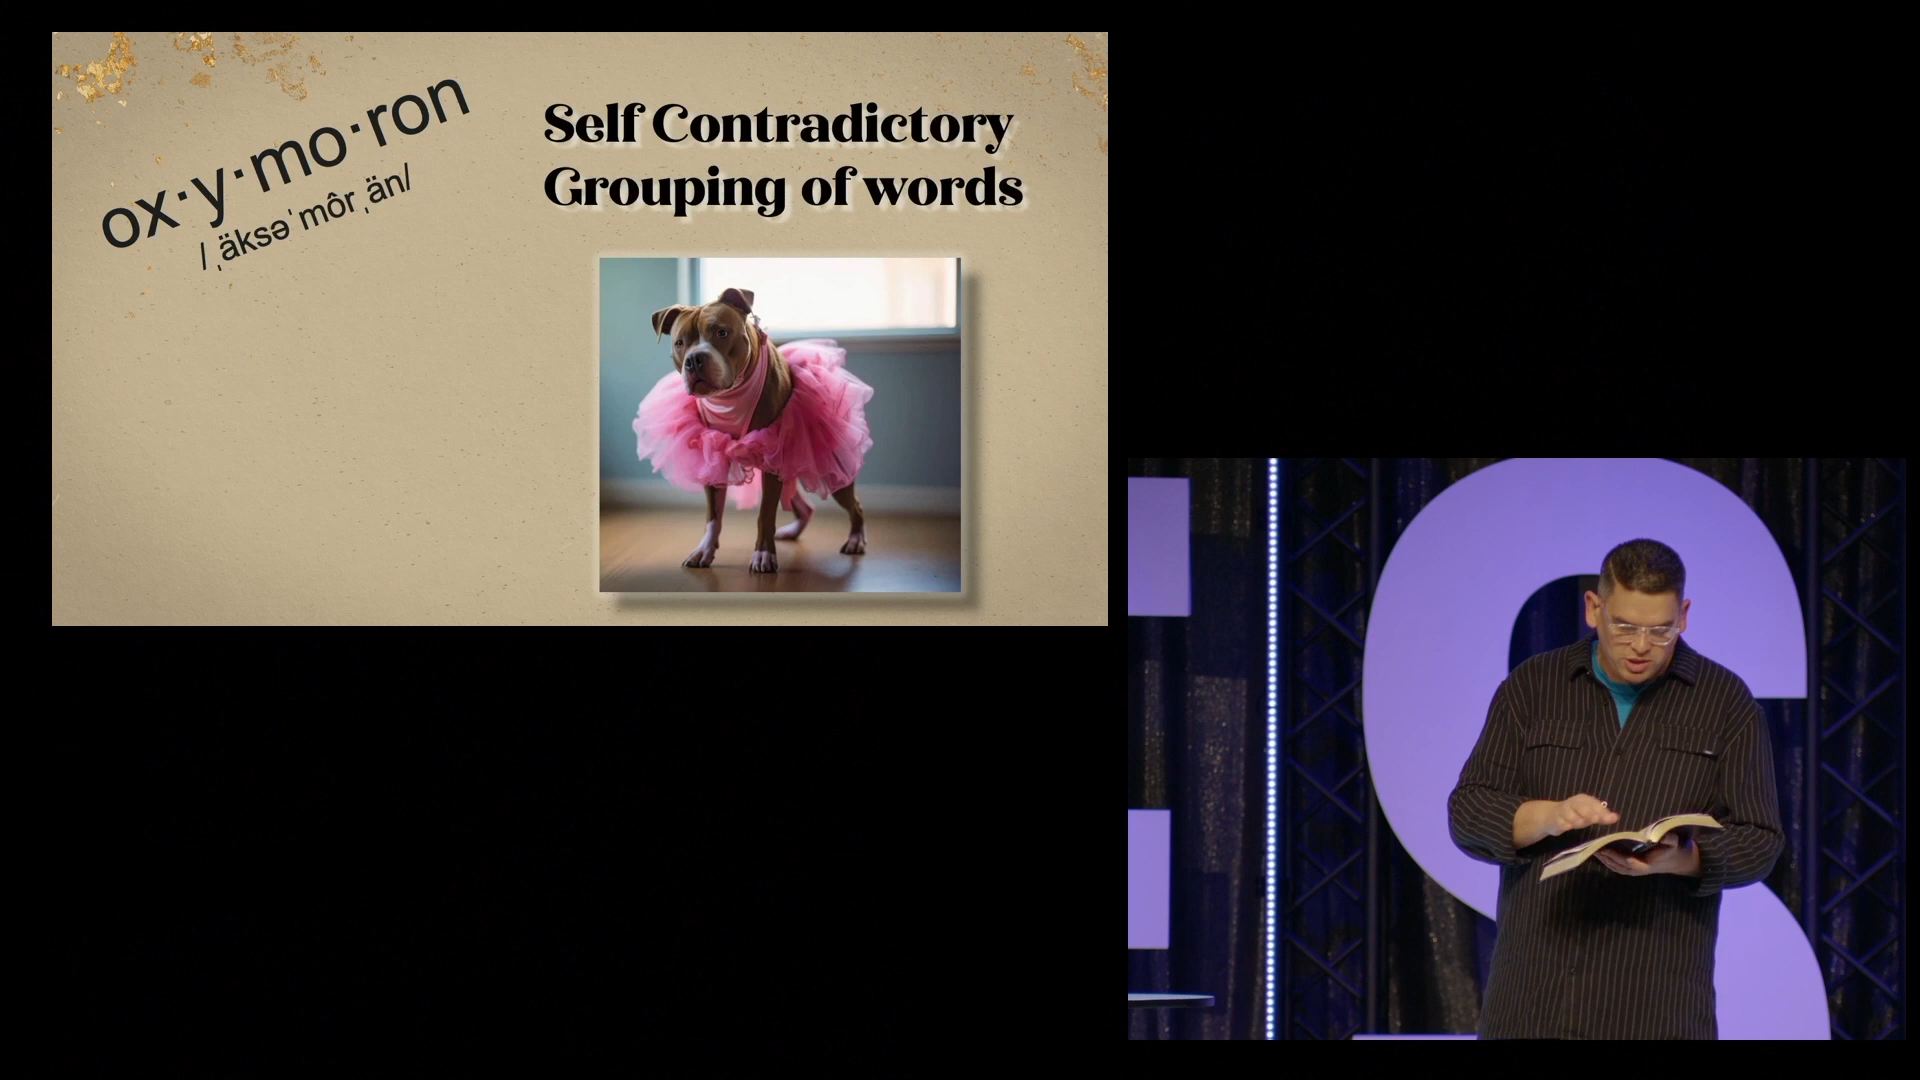 ox·y·mo·ron
/ˌäksəˈmôrˌän/
Self Contradictory
Grouping of words